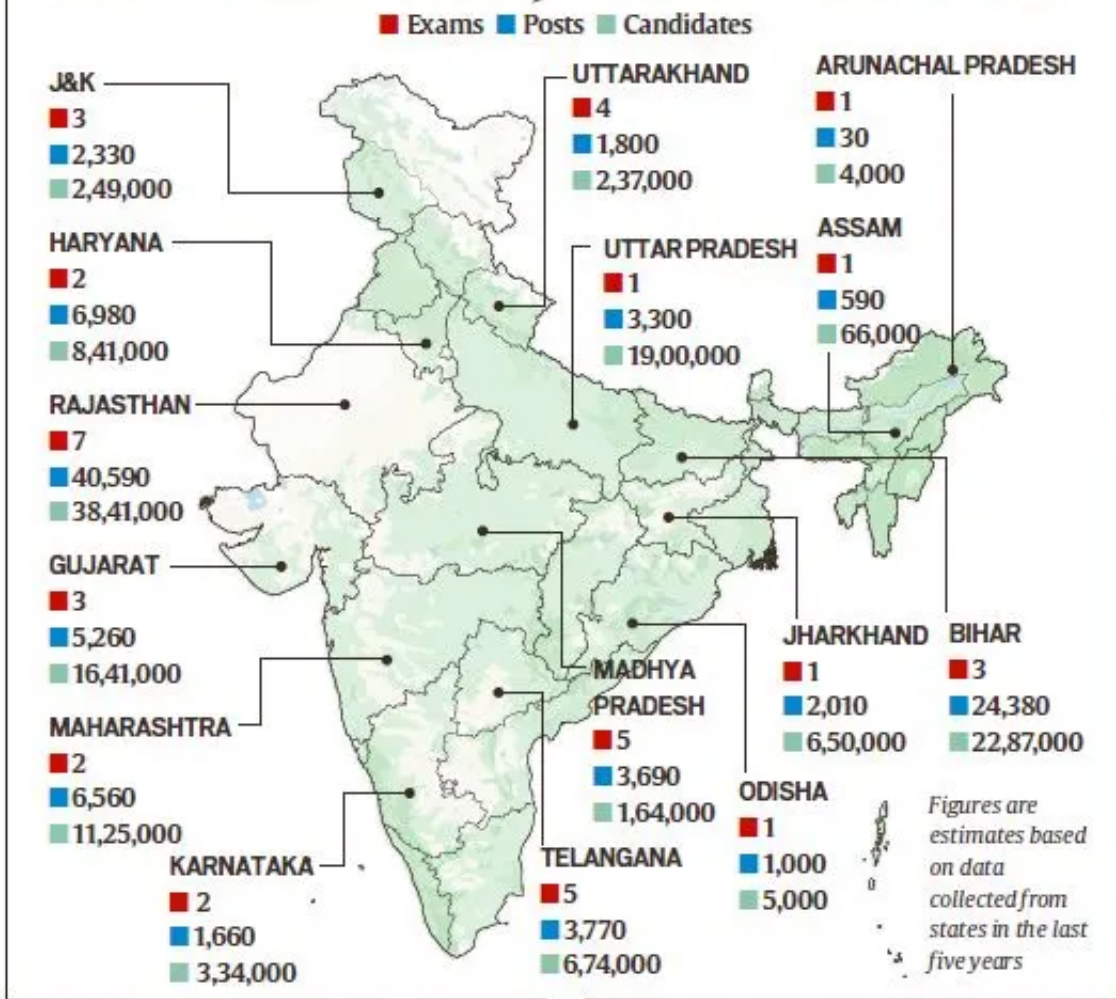 Exams Posts Candidates
J&K
3
2,330
2,49,000
UTTARAKHAND
4
1,800
2,37,000
ARUNACHAL PRADESH
1
30
4,000
HARYANA
2
6,980
8,41,000
UTTAR PRADESH
1
3,300
19,00,000
ASSAM
1
590
66,000
RAJASTHAN
7
40,590
38,41,000
GUJARAT
3
5,260
16,41,000
MAHARASHTRA
2
6,560
11,25,000
KARNATAKA
2
1,660
3,34,000
MADHYA
PRADESH
5
3,690
1,64,000
TELANGANA
5
3,770
6,74,000
JHARKHAND
1
2,010
6,50,000
BIHAR
3
24,380
22,87,000
ODISHA
1
1,000
5,000
Figures are
estimates based
on data
collected from
states in the last
five years